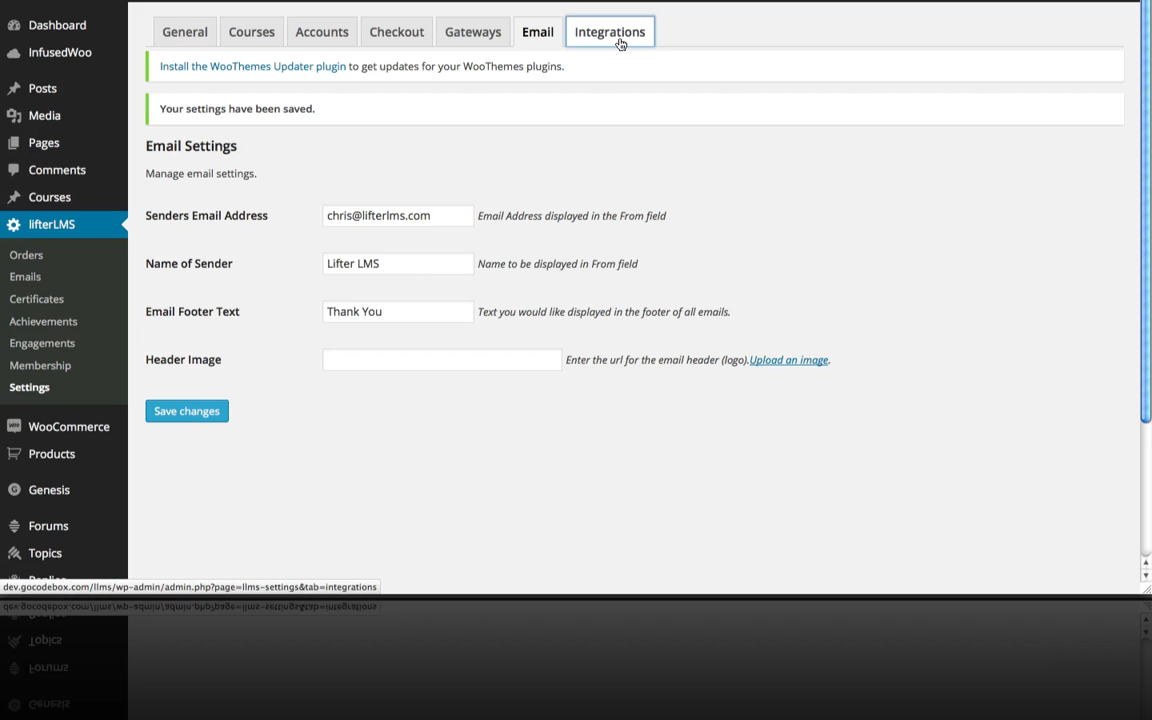 Dashboard
InfusedWoo
Posts
Media
Pages
Comments
Courses
lifterLMS
Orders
Emails
Certificates
Achievements
Engagements
Membership
Settings
WooCommerce
Products
Genesis
Forums
Topics
General
Courses
Accounts
Checkout
Gateways
Email
Integrations
Install the WooThemes Updater plugin to get updates for your WooThemes plugins.
Your settings have been saved.
Email Settings
Manage email settings.
Senders Email Address
chris@lifterlms.com
Email Address displayed in the From field
Name of Sender
Lifter LMS
Name to be displayed in From field
Email Footer Text
Thank You
Text you would like displayed in the footer of all emails.
Header Image
Enter the url for the email header (logo).Upload an image.
Save changes
dev.gocodebox.com/llms/wp-admin/admin.php?page=llms-settings&tab=integrations